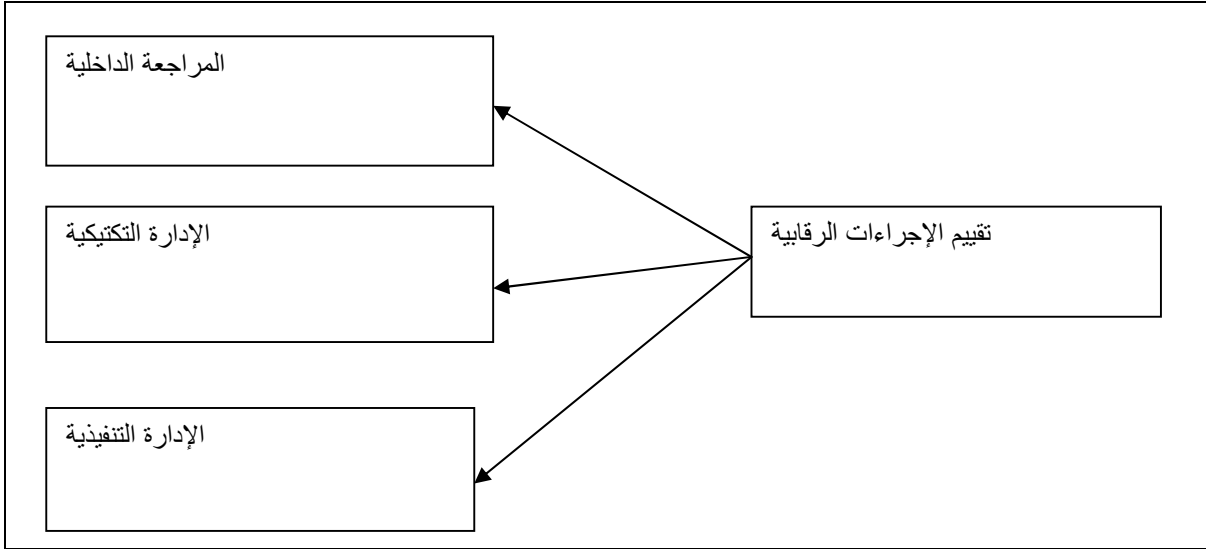 المراجعة الداخلية
الإدارة التكتيكية
تقييم الإجراءات الرقابية
الإدارة التنفيذية